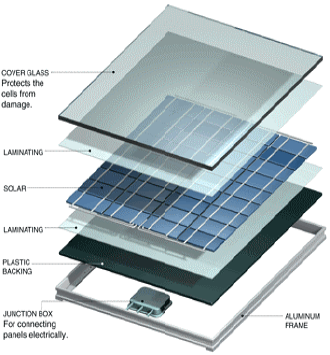 COVER GLASS
Protects the
cells from
damage.
LAMINATING
SOLAR
LAMINATING
PLASTIC
BACKING
JUNCTION BOX
For connecting
panels electrically.
ALUMINUM
FRAME